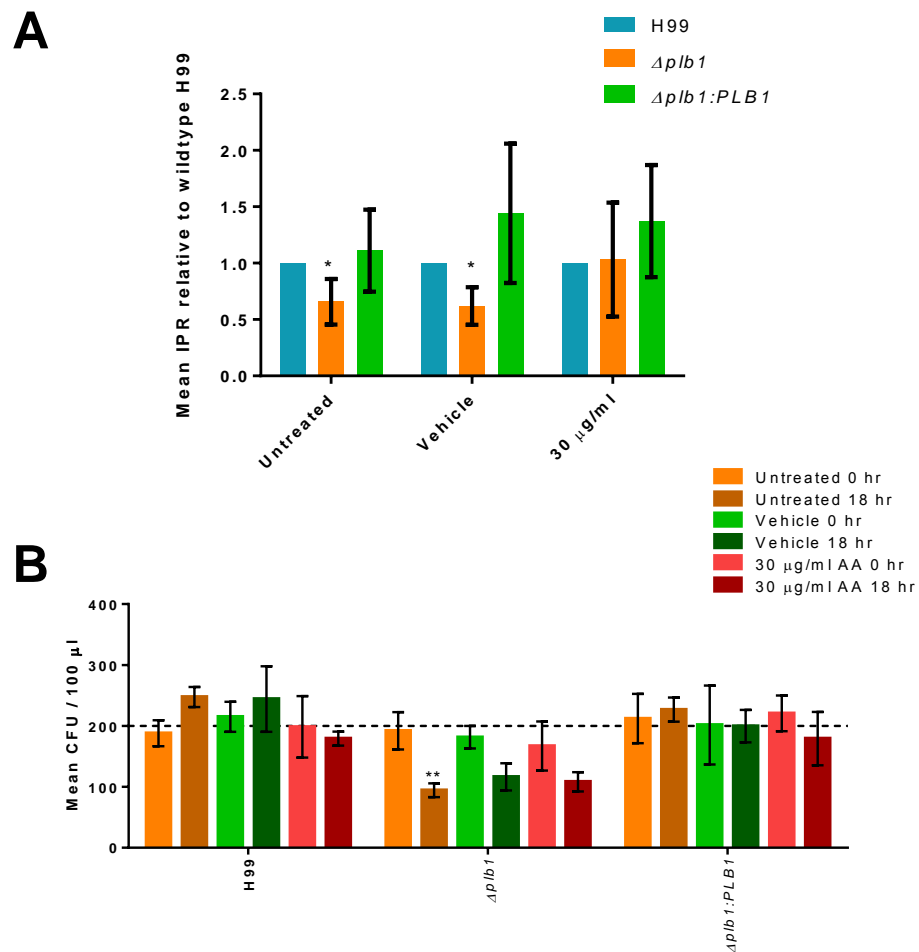 A
H99
Δplb1
Δplb1:PLB1
Mean IPR relative to wildtype H99
2.5
2.0
1.5
1.0
0.5
0.0
*
*
Untreated
Vehicle
30 μg/ml
B
Untreated 0 hr
Untreated 18 hr
Vehicle 0 hr
Vehicle 18 hr
30 μg/ml AA 0 hr
30 μg/ml AA 18 hr
Mean CFU / 100 μl
400
300
200
100
0
**
H99
Δplb1
Δplb1:PLB1